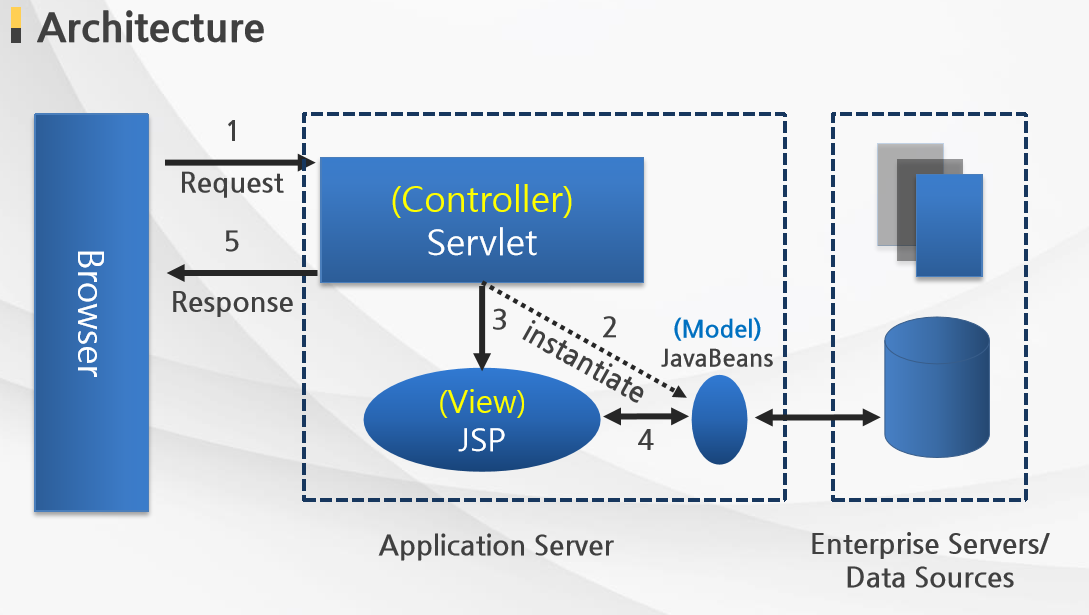 Architecture
1
Request
5
Response
Browser
(Controller)
Servlet
3
2
instantiate
(Model)
JavaBeans
(View)
JSP
4
Application Server
Enterprise Servers/
Data Sources